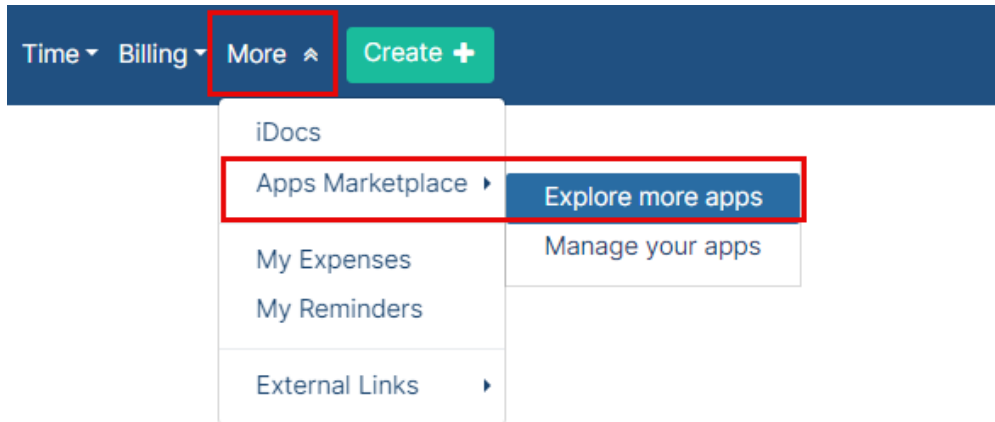 Time Billing More Create +
iDocs
Apps Marketplace
Explore more apps
Manage your apps
My Expenses
My Reminders
External Links